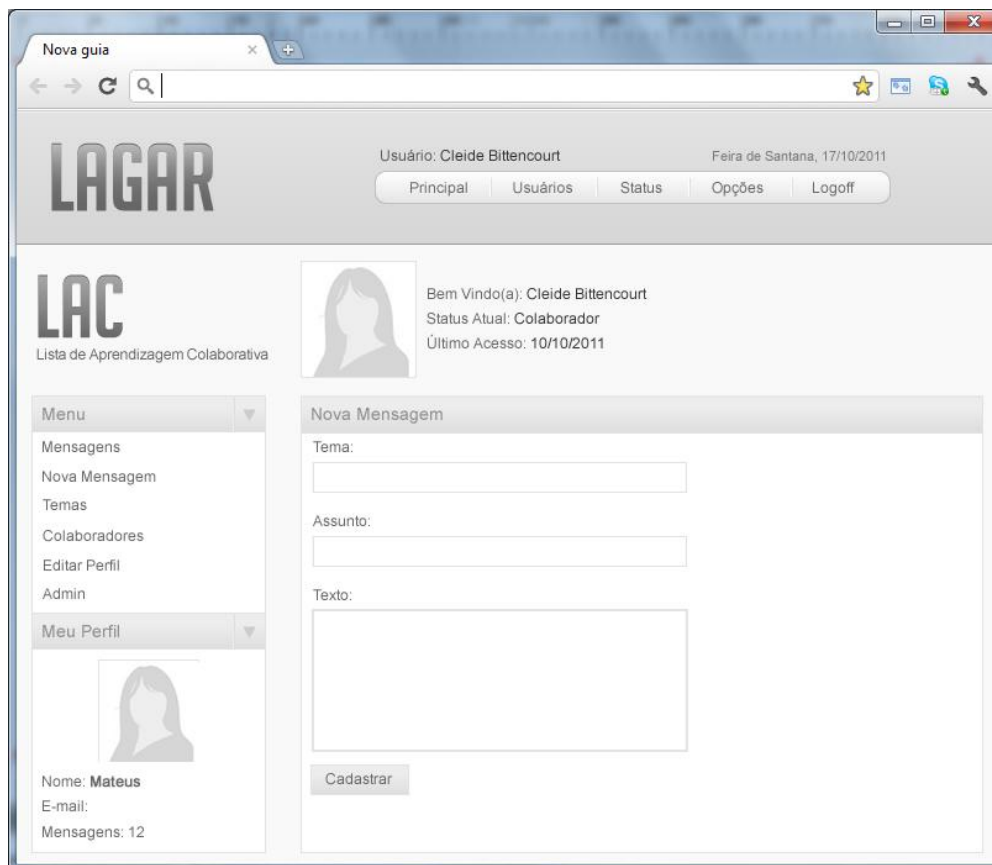 Nova guia
LAGAR
Usuário: Cleide Bittencourt
Feira de Santana, 17/10/2011
Principal Usuários Status Opções Logoff
LAC
Lista de Aprendizagem Colaborativa
Bem Vindo(a): Cleide Bittencourt
Status Atual: Colaborador
Último Acesso: 10/10/2011
Menu
Mensagens
Nova Mensagem
Temas
Colaboradores
Editar Perfil
Admin
Meu Perfil
Nome: Mateus
E-mail:
Mensagens: 12
Nova Mensagem
Tema:
Assunto:
Texto:
Cadastrar